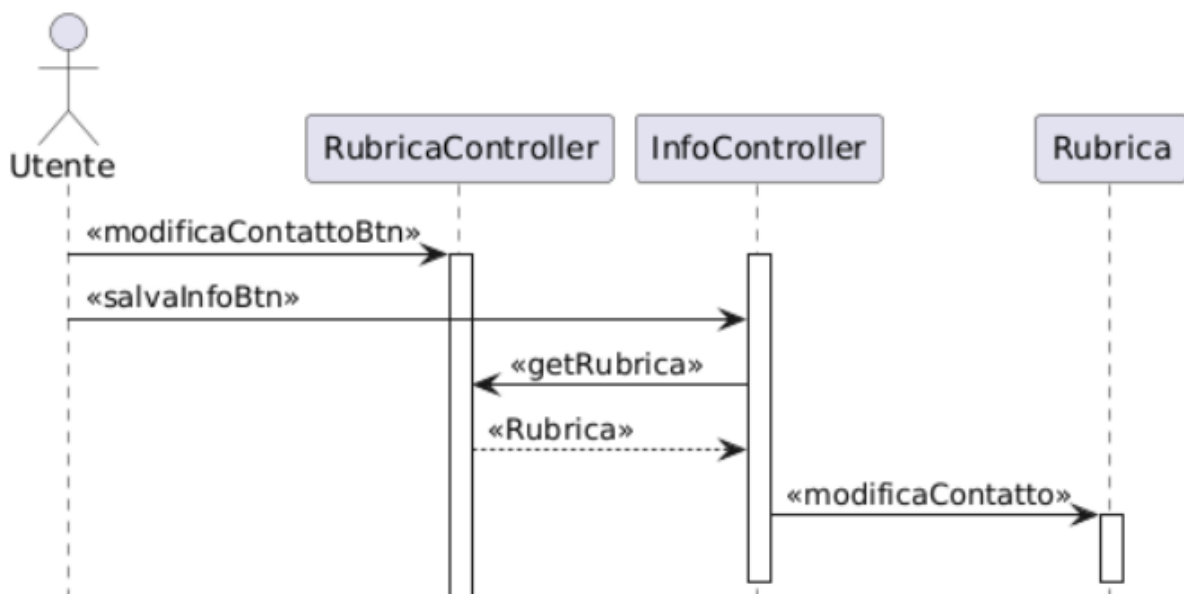 Utente
RubricaController
InfoController
Rubrica
«modificaContattoBtn»
«salvaInfoBtn»
«getRubrica»
«Rubrica»
«modificaContatto»